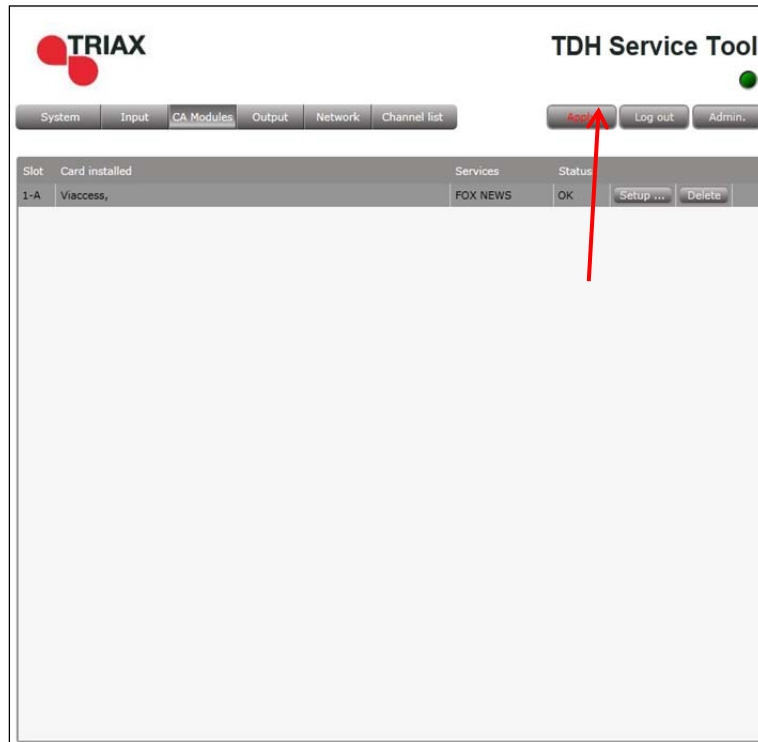 TRIAX
TDH Service Tool
System Input CA Modules Output Network Channel list
Apply Log out Admin.
Slot Card installed Services Status
1-A Viaccess, FOX NEWS OK Setup ... Delete